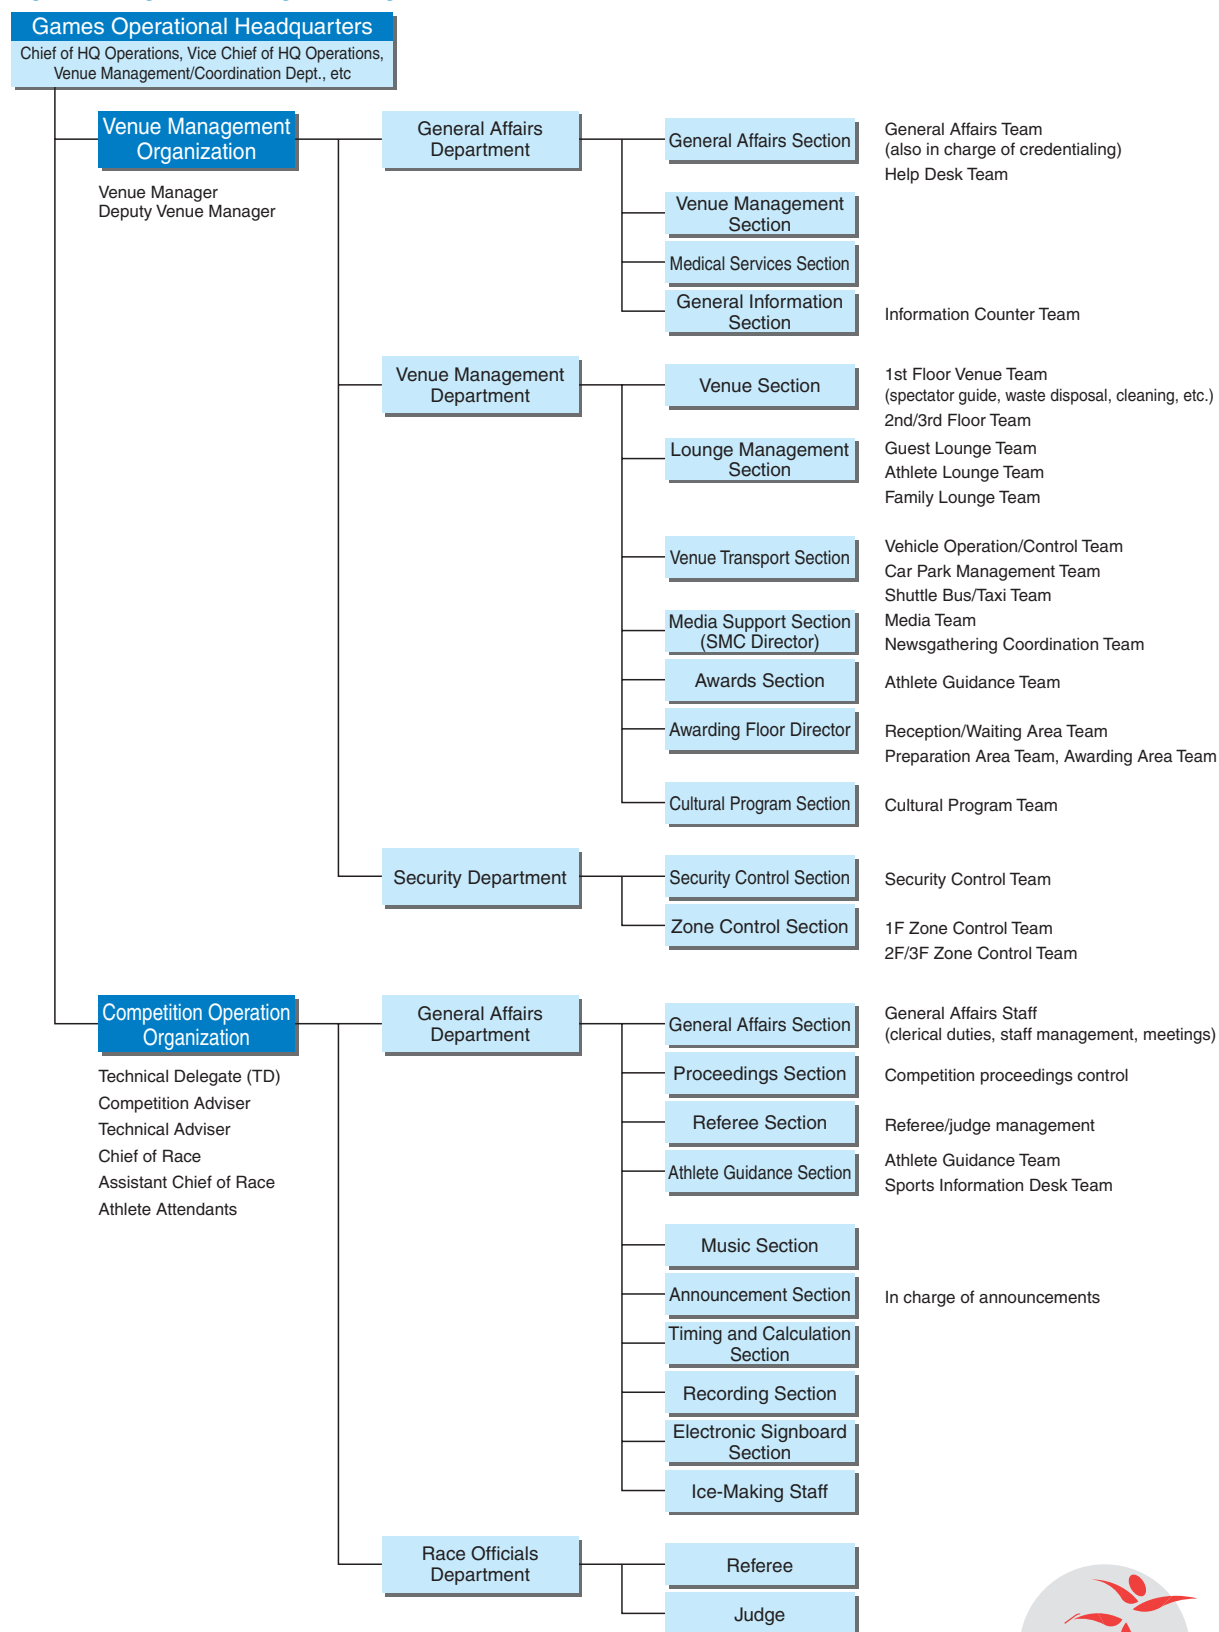 Games Operational Headquarters
Chief of HQ Operations, Vice Chief of HQ Operations,
Venue Management/Coordination Dept., etc
Venue Management
Organization
Venue Manager
Deputy Venue Manager
General Affairs
Department
General Affairs Section
General Affairs Team
(also in charge of credentialing)
Help Desk Team
Venue Management
Section
Medical Services Section
General Information
Section
Information Counter Team
Venue Management
Department
Venue Section
1st Floor Venue Team
(spectator guide, waste disposal, cleaning, etc.)
2nd/3rd Floor Team
Lounge Management
Section
Guest Lounge Team
Athlete Lounge Team
Family Lounge Team
Venue Transport Section
Vehicle Operation/Control Team
Car Park Management Team
Shuttle Bus/Taxi Team
Media Support Section
(SMC Director)
Media Team
Newsgathering Coordination Team
Awards Section
Athlete Guidance Team
Awarding Floor Director
Reception/Waiting Area Team
Preparation Area Team, Awarding Area Team
Cultural Program Section
Cultural Program Team
Security Department
Security Control Section
Security Control Team
Zone Control Section
1F Zone Control Team
2F/3F Zone Control Team
Competition Operation
Organization
Technical Delegate (TD)
Competition Adviser
Technical Adviser
Chief of Race
Assistant Chief of Race
Athlete Attendants
General Affairs
Department
General Affairs Section
General Affairs Staff
(clerical duties, staff management, meetings)
Proceedings Section
Competition proceedings control
Referee Section
Referee/judge management
Athlete Guidance Section
Athlete Guidance Team
Sports Information Desk Team
Music Section
Announcement Section
In charge of announcements
Timing and Calculation
Section
Recording Section
Electronic Signboard
Section
Ice-Making Staff
Race Officials
Department
Referee
Judge